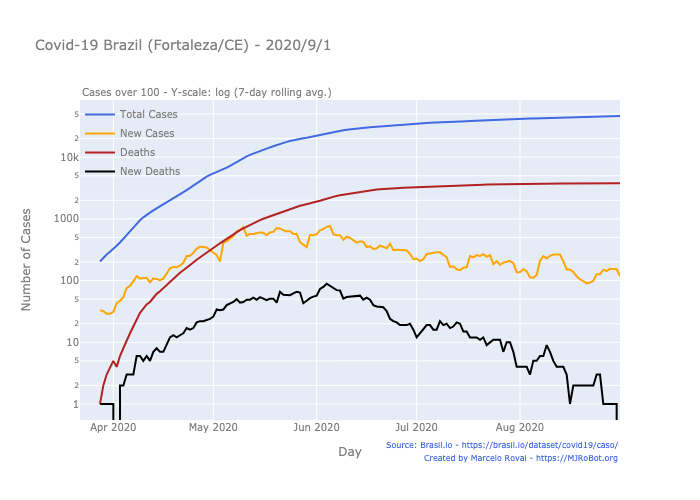 Covid-19 Brazil (Fortaleza/CE) - 2020/9/1
Cases over 100 - Y-scale: log (7-day rolling avg.)
Total Cases
New Cases
Deaths
New Deaths
5
2
10k
5
2
1000
5
2
100
5
2
10
5
2
1
Number of Cases
Apr 2020 May 2020 Jun 2020 Jul 2020 Aug 2020
Day
Source: Brasil.io - https://brasil.io/dataset/covid19/caso/
Created by Marcelo Rovai - https://MJRoBot.org